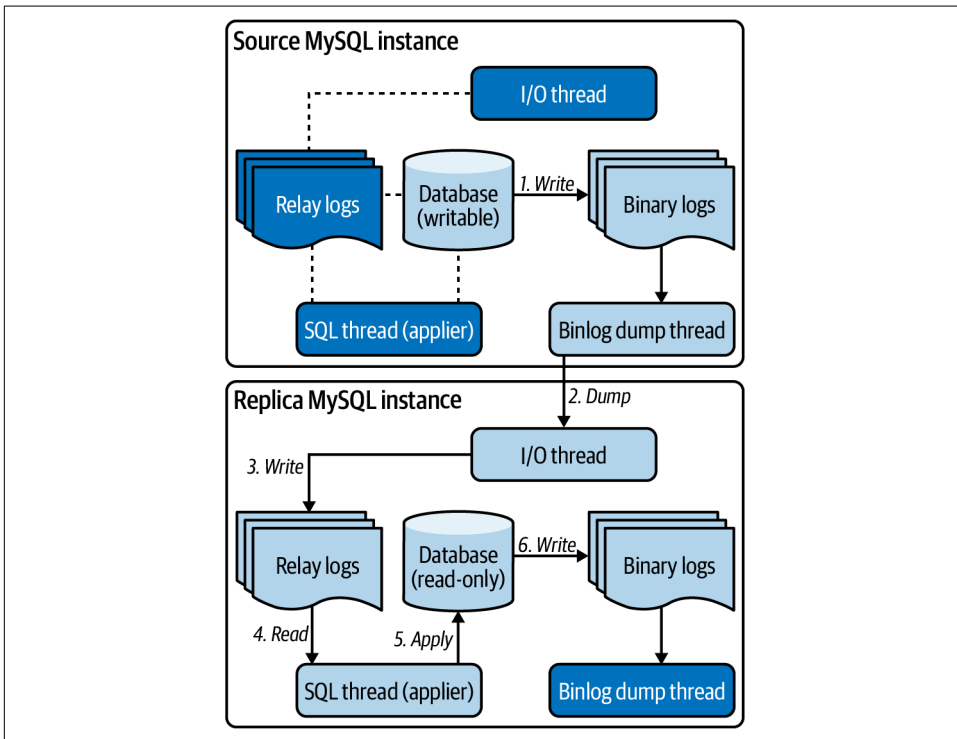 Source MySQL instance
I/O thread
Relay logs
Database
(writable)
1. Write
Binary logs
SQL thread (applier)
Binlog dump thread
2. Dump
Replica MySQL instance
I/O thread
3. Write
Relay logs
Database
(read-only)
6. Write
Binary logs
4. Read
5. Apply
SQL thread (applier)
Binlog dump thread